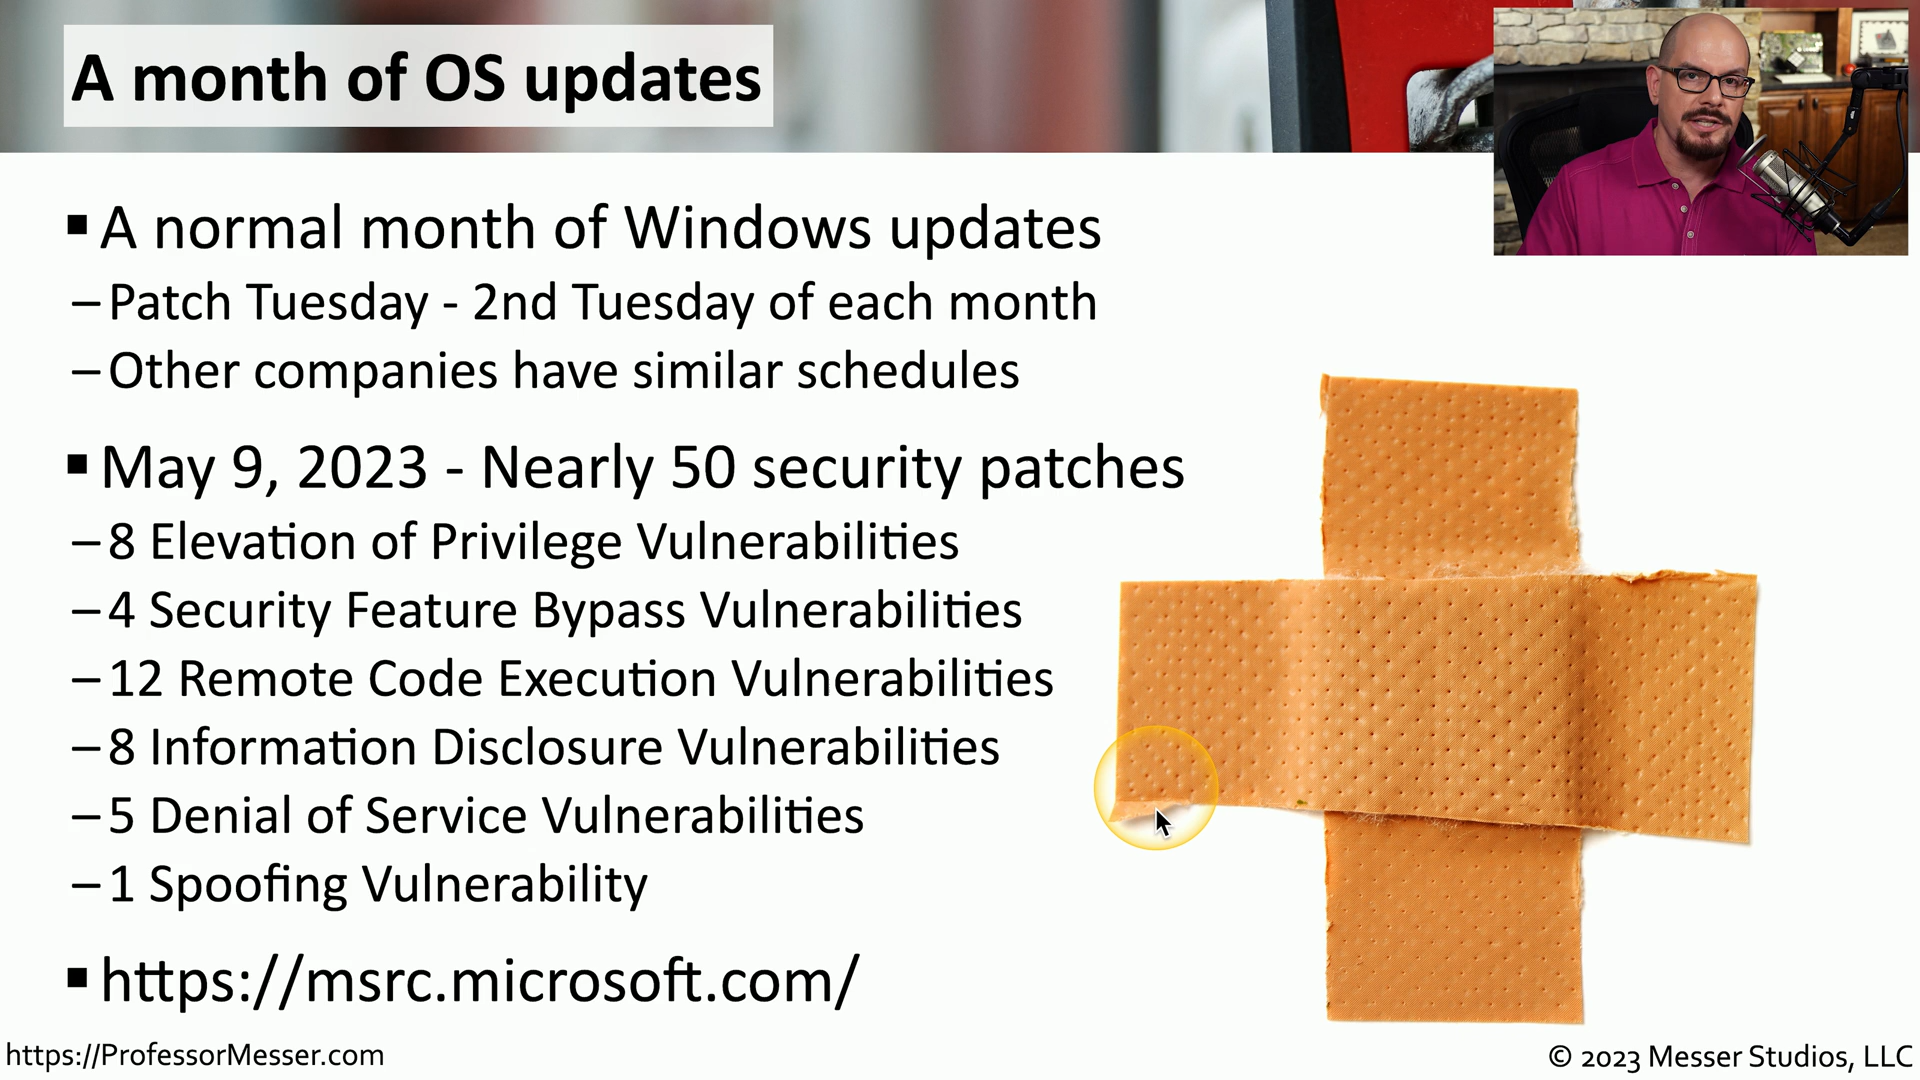 A month of OS updates
▪ A normal month of Windows updates
– Patch Tuesday - 2nd Tuesday of each month
– Other companies have similar schedules
▪ May 9, 2023 - Nearly 50 security patches
– 8 Elevation of Privilege Vulnerabilities
– 4 Security Feature Bypass Vulnerabilities
– 12 Remote Code Execution Vulnerabilities
– 8 Information Disclosure Vulnerabilities
– 5 Denial of Service Vulnerabilities
– 1 Spoofing Vulnerability
▪ https://msrc.microsoft.com/
https://ProfessorMesser.com
© 2023 Messer Studios, LLC